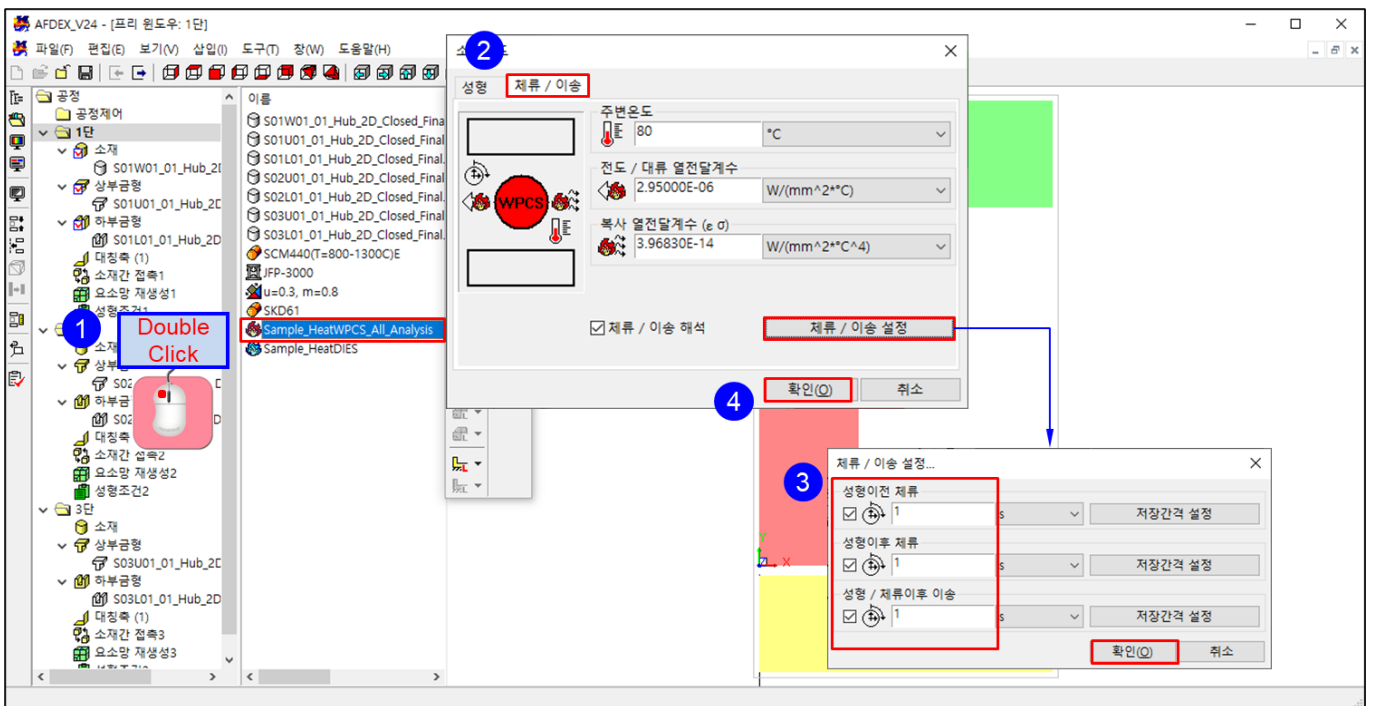 AFDEX_V24 - [프리 윈도우: 1단]
파일(F) 편집(E) 보기(V) 삽입(I) 도구(T) 창(W) 도움말(H)
공정
공정제어
1단
소재
S01W01_01_Hub_2D
상부금형
S01U01_01_Hub_2D
하부금형
S01L01_01_Hub_2D
대칭축 (1)
소재간 접촉1
요소망 재생성1
성형조건1
소재
상부금
S02
하부금
S02
대칭축
소재간 접촉2
요소망 재생성2
성형조건2
3단
소재
상부금형
S03U01_01_Hub_2D
하부금형
S03L01_01_Hub_2D
대칭축 (1)
소재간 접촉3
요소망 재생성3
이름
S01W01_01_Hub_2D_Closed_Fina
S01U01_01_Hub_2D_Closed_Final
S01L01_01_Hub_2D_Closed_Final.
S02U01_01_Hub_2D_Closed_Final
S02L01_01_Hub_2D_Closed_Final.
S03U01_01_Hub_2D_Closed_Final
S03L01_01_Hub_2D_Closed_Final.
SCM440(T=800-1300C)E
JFP-3000
u=0.3, m=0.8
SKD61
Sample_HeatWPCS_All_Analysis
Sample_HeatDIES
1
Double
Click
2
성형 체류 / 이송
WPCS
주변온도
80 °C
전도 / 대류 열전달계수
2.95000E-06 W/(mm^2*°C)
복사 열전달계수 (ε σ)
3.96830E-14 W/(mm^2*°C^4)
체류 / 이송 해석 체류 / 이송 설정
4
확인(O) 취소
Y
Z X
3
체류 / 이송 설정...
성형이전 체류
1 s 저장간격 설정
성형이후 체류
1 s 저장간격 설정
성형 / 체류이후 이송
1 s 저장간격 설정
확인(O) 취소